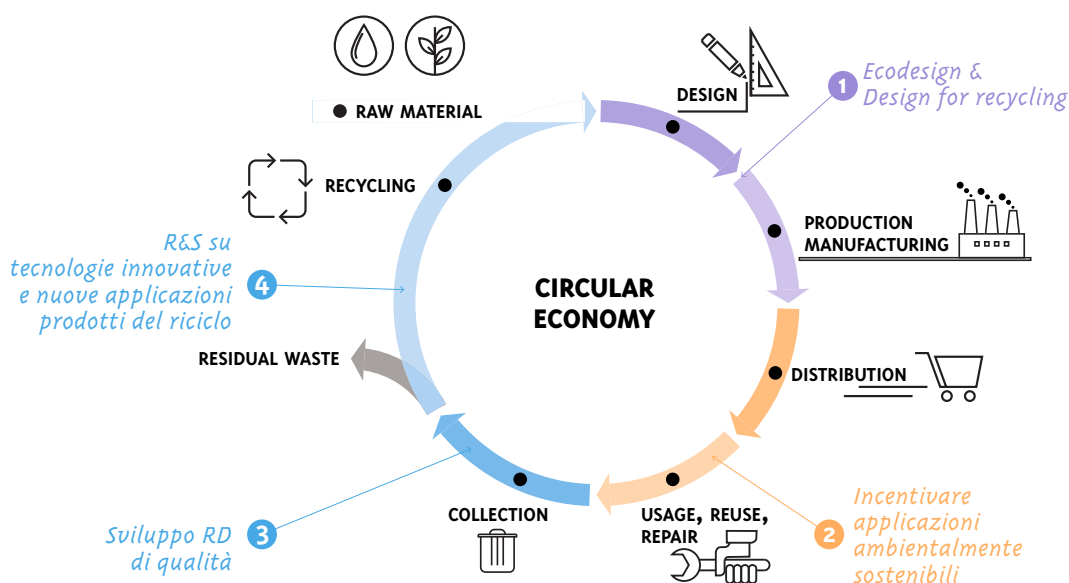 DESIGN
1
Ecodesign &
Design for recycling
RAW MATERIAL
RECYCLING
PRODUCTION
MANUFACTURING
R&S su
tecnologie innovative
e nuove applicazioni
prodotti del riciclo
4
CIRCULAR
ECONOMY
RESIDUAL WASTE
DISTRIBUTION
COLLECTION
USAGE, REUSE,
REPAIR
Sviluppo RD
di qualità
3
2
Incentivare
applicazioni
ambientalmente
sostenibili